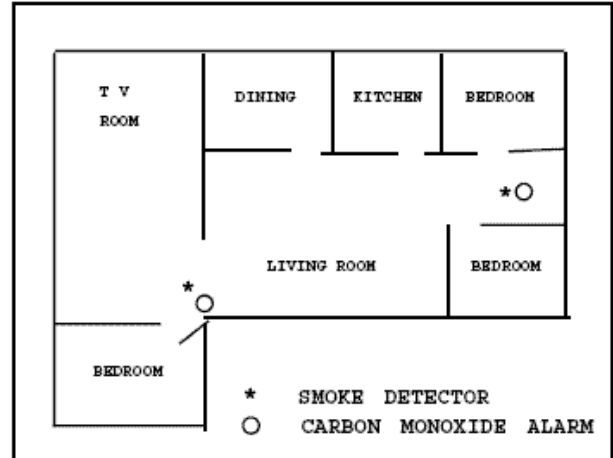 T V
ROOM
DINING
KITCHEN
BEDROOM
*
LIVING ROOM
BEDROOM
*
BEDROOM
* SMOKE DETECTOR
CARBON MONOXIDE ALARM